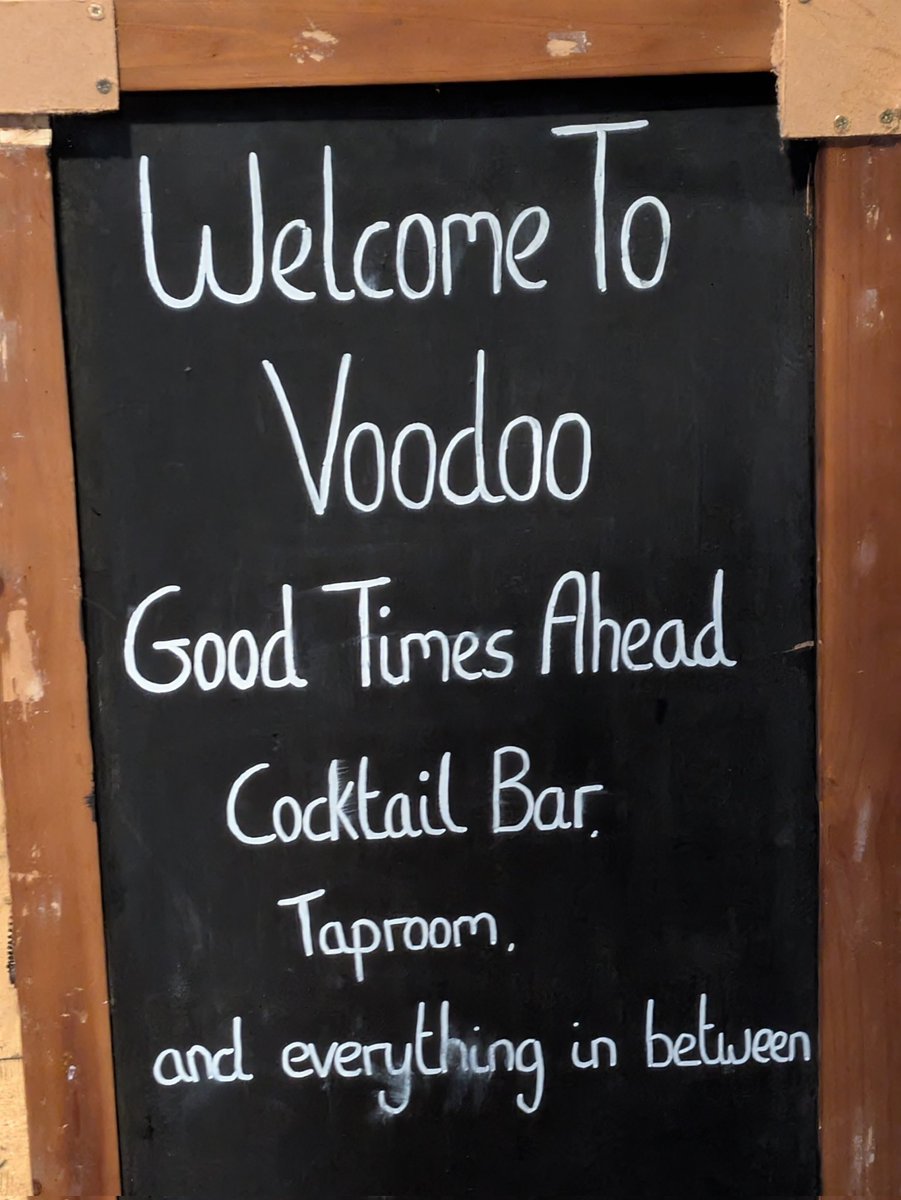 Welcome To
Voodoo
Good Times Ahead
Cocktail Bar,
Taproom,
and everything in between